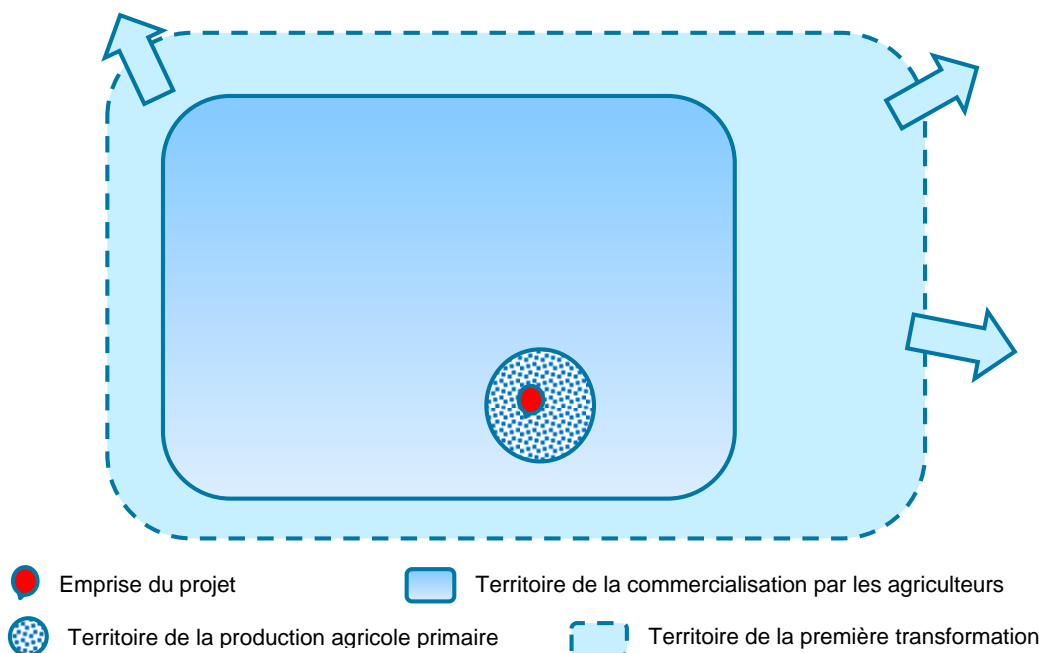 Emprise du projet
Territoire de la commercialisation par les agriculteurs
Territoire de la production agricole primaire
Territoire de la première transformation